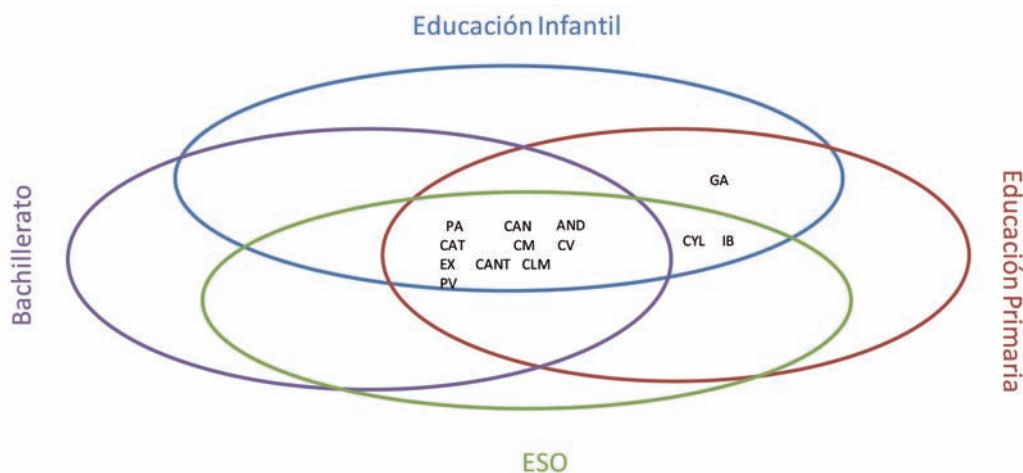 Educación Infantil
Bachillerato
Educación Primaria
GA
PA CAN AND
CAT CM CV
CYL IB
EX CANT CLM
PV
ESO